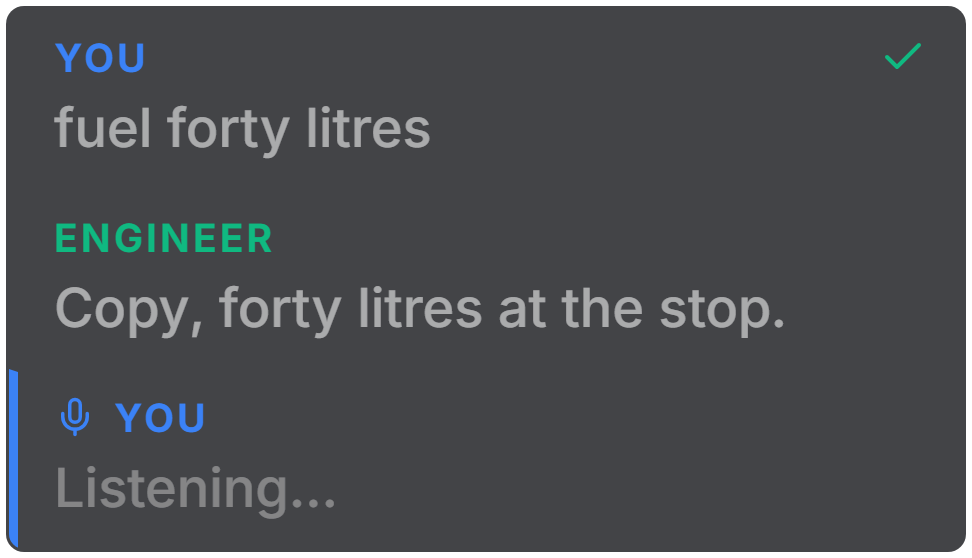 YOU
fuel forty litres
ENGINEER
Copy, forty litres at the stop.
YOU
Listening...